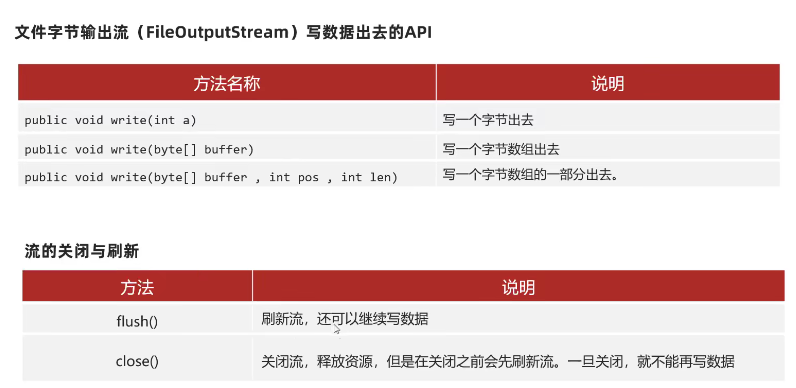 文件字节输出流（FileOutputStream）写数据出去的API
方法名称 说明
public void write(int a) 写一个字节出去
public void write(byte[] buffer) 写一个字节数组出去
public void write(byte[] buffer , int pos , int len) 写一个字节数组的一部分出去。
流的关闭与刷新
方法 说明
flush() 刷新流，还可以继续写数据
close() 关闭流，释放资源，但是在关闭之前会先刷新流。一旦关闭，就不能再写数据